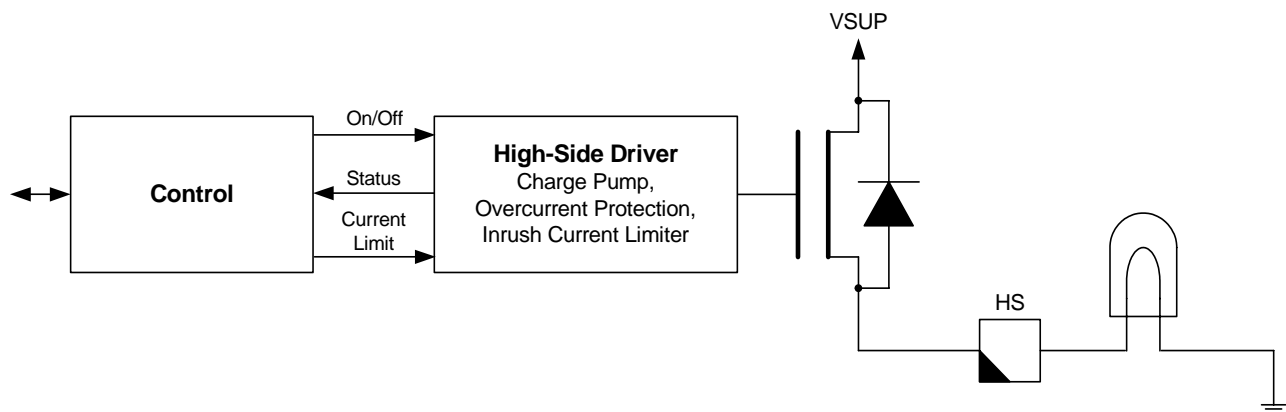 VSUP
On/Off
Control
Status
Current
Limit
High-Side Driver
Charge Pump,
Overcurrent Protection,
Inrush Current Limiter
HS